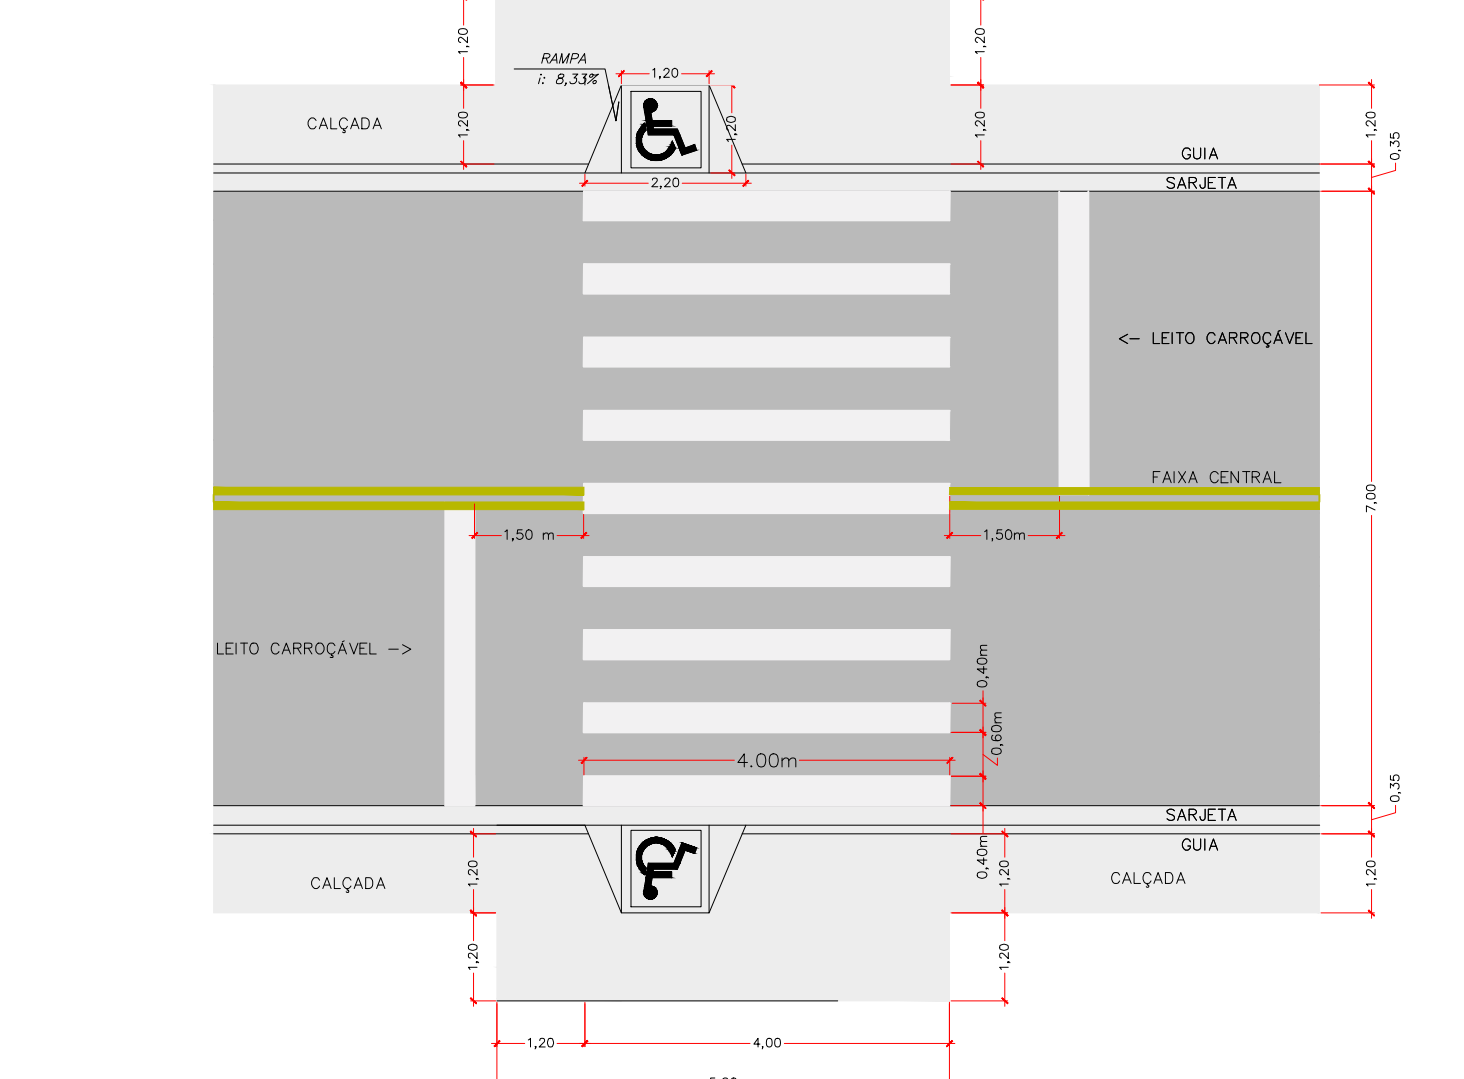 1,20
1,20
RAMPA
i: 8,33%
1,20
CALÇADA
1,20
1,20
1,20
1,20
0,35
GUIA
2,20
SARJETA
<- LEITO CARROÇÁVEL
FAIXA CENTRAL
7,00
1,50 m
1,50m
LEITO CARROÇÁVEL ->
0,40m
0,60m
4.00m
0,35
SARJETA
GUIA
0,40m
1,20
1,20
1,20
CALÇADA
CALÇADA
1,20
1,20
1,20
4,00